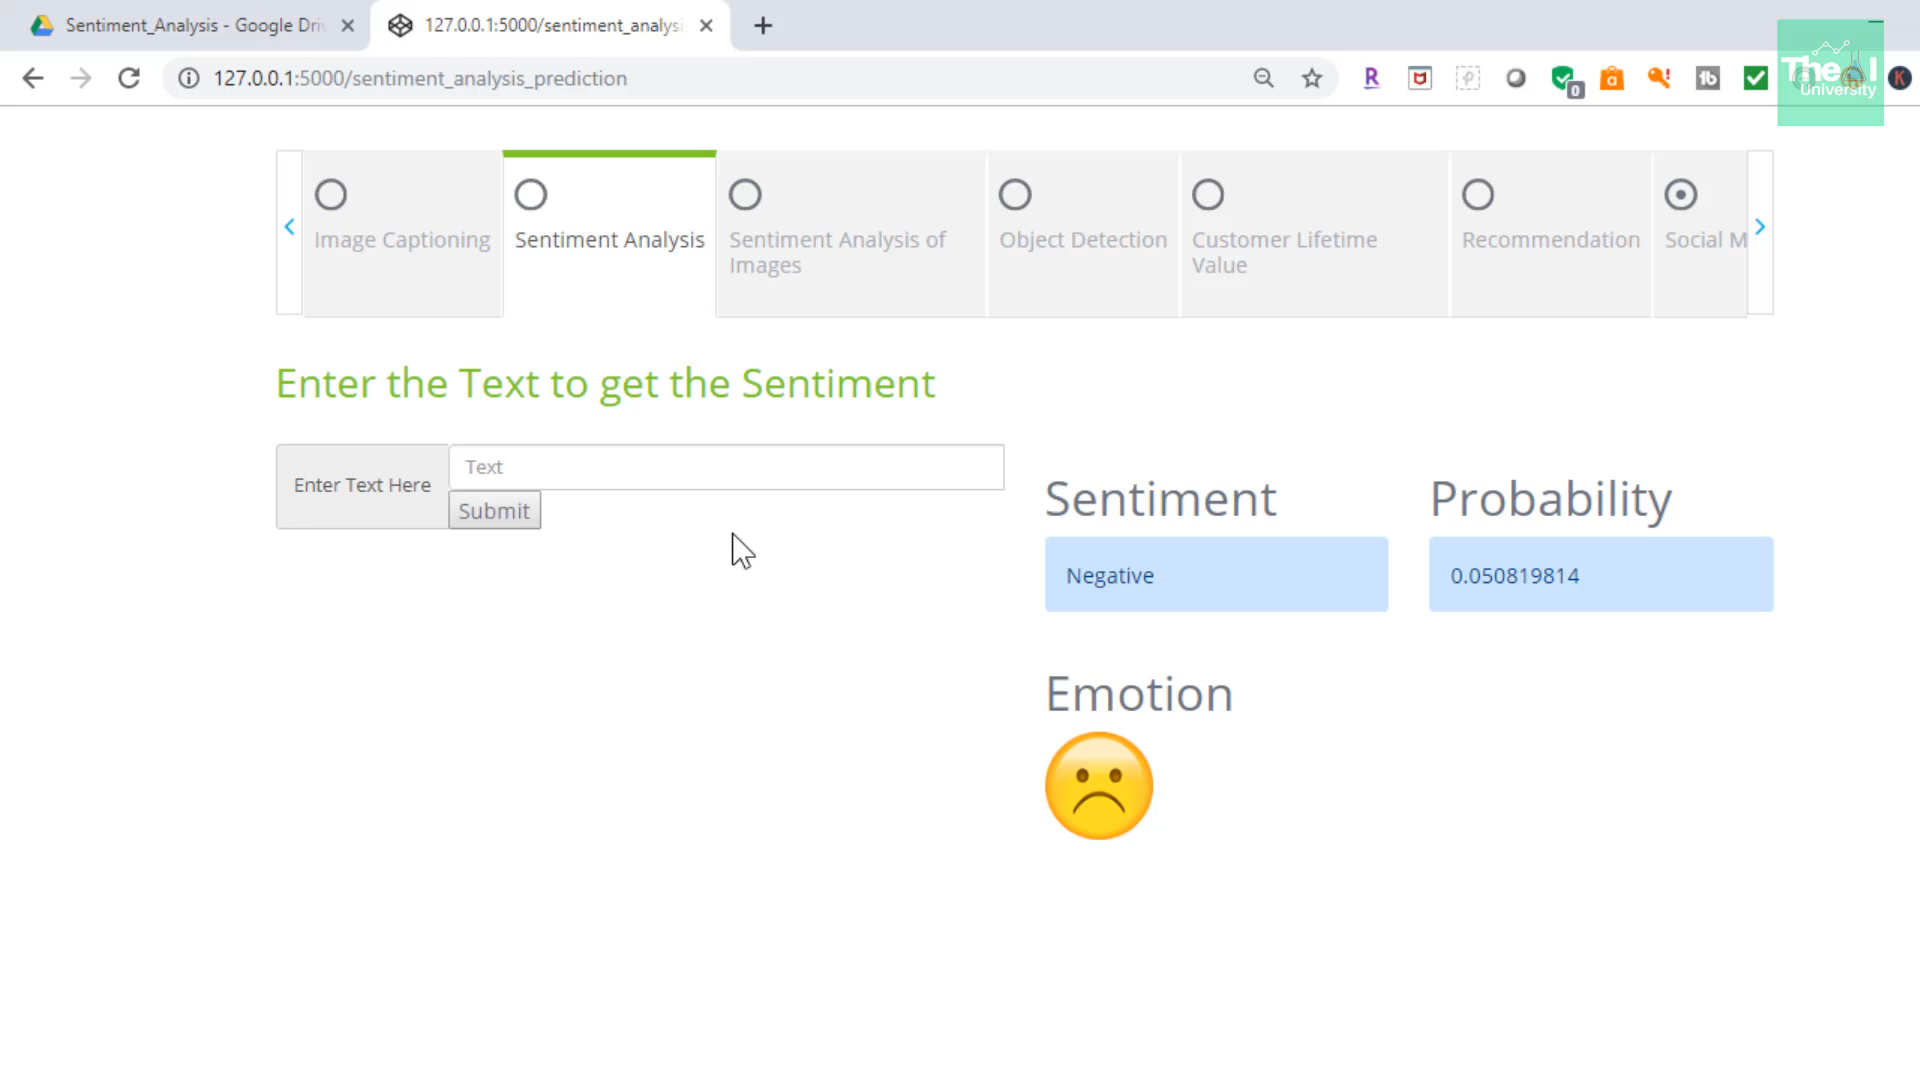 Sentiment_Analysis - Google Dri
127.0.0.1:5000/sentiment_analysi
127.0.0.1:5000/sentiment_analysis_prediction
The
University
Image Captioning
Sentiment Analysis
Sentiment Analysis of
Images
Object Detection
Customer Lifetime
Value
Recommendation
Social M
Enter the Text to get the Sentiment
Enter Text Here
Text
Submit
Sentiment
Probability
Negative
0.050819814
Emotion